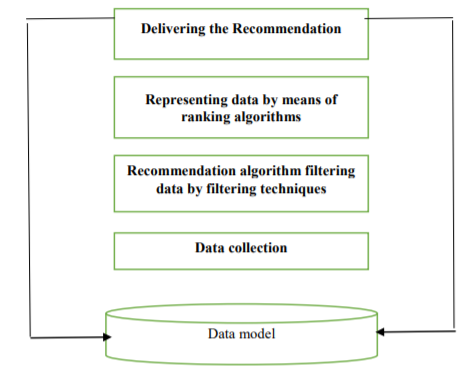 Delivering the Recommendation
Representing data by means of
ranking algorithms
Recommendation algorithm filtering
data by filtering techniques
Data collection
Data model